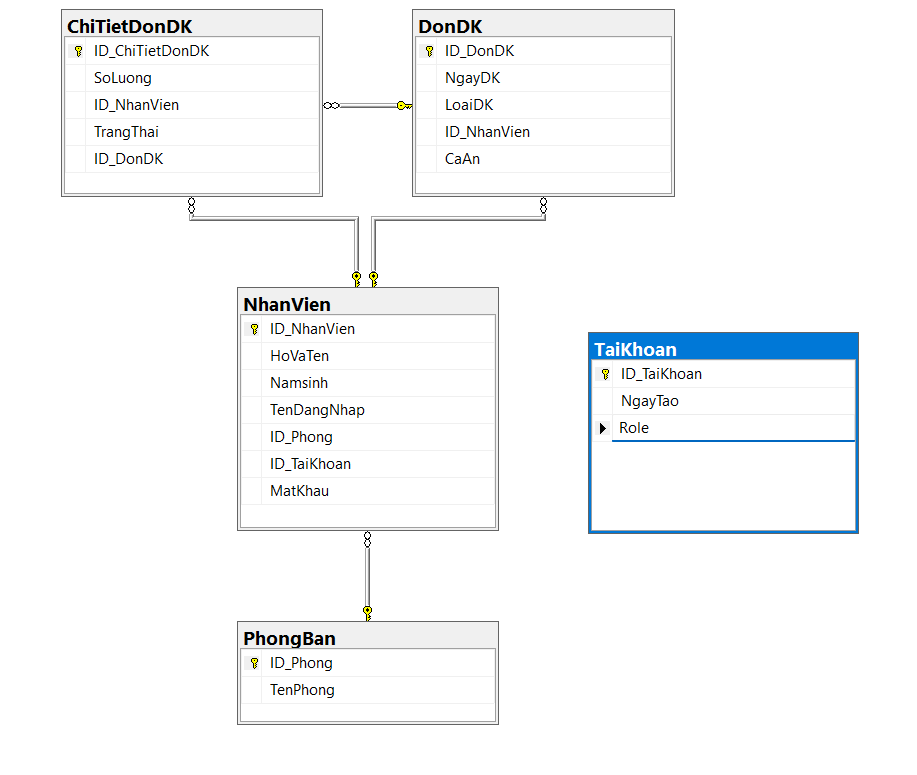 ChiTietDonDK
ID_ChiTietDonDK
SoLuong
ID_NhanVien
TrangThai
ID_DonDK
DonDK
ID_DonDK
NgayDK
LoaiDK
ID_NhanVien
CaAn
NhanVien
ID_NhanVien
HoVaTen
Namsinh
TenDangNhap
ID_Phong
ID_TaiKhoan
MatKhau
TaiKhoan
ID_TaiKhoan
NgayTao
Role
PhongBan
ID_Phong
TenPhong